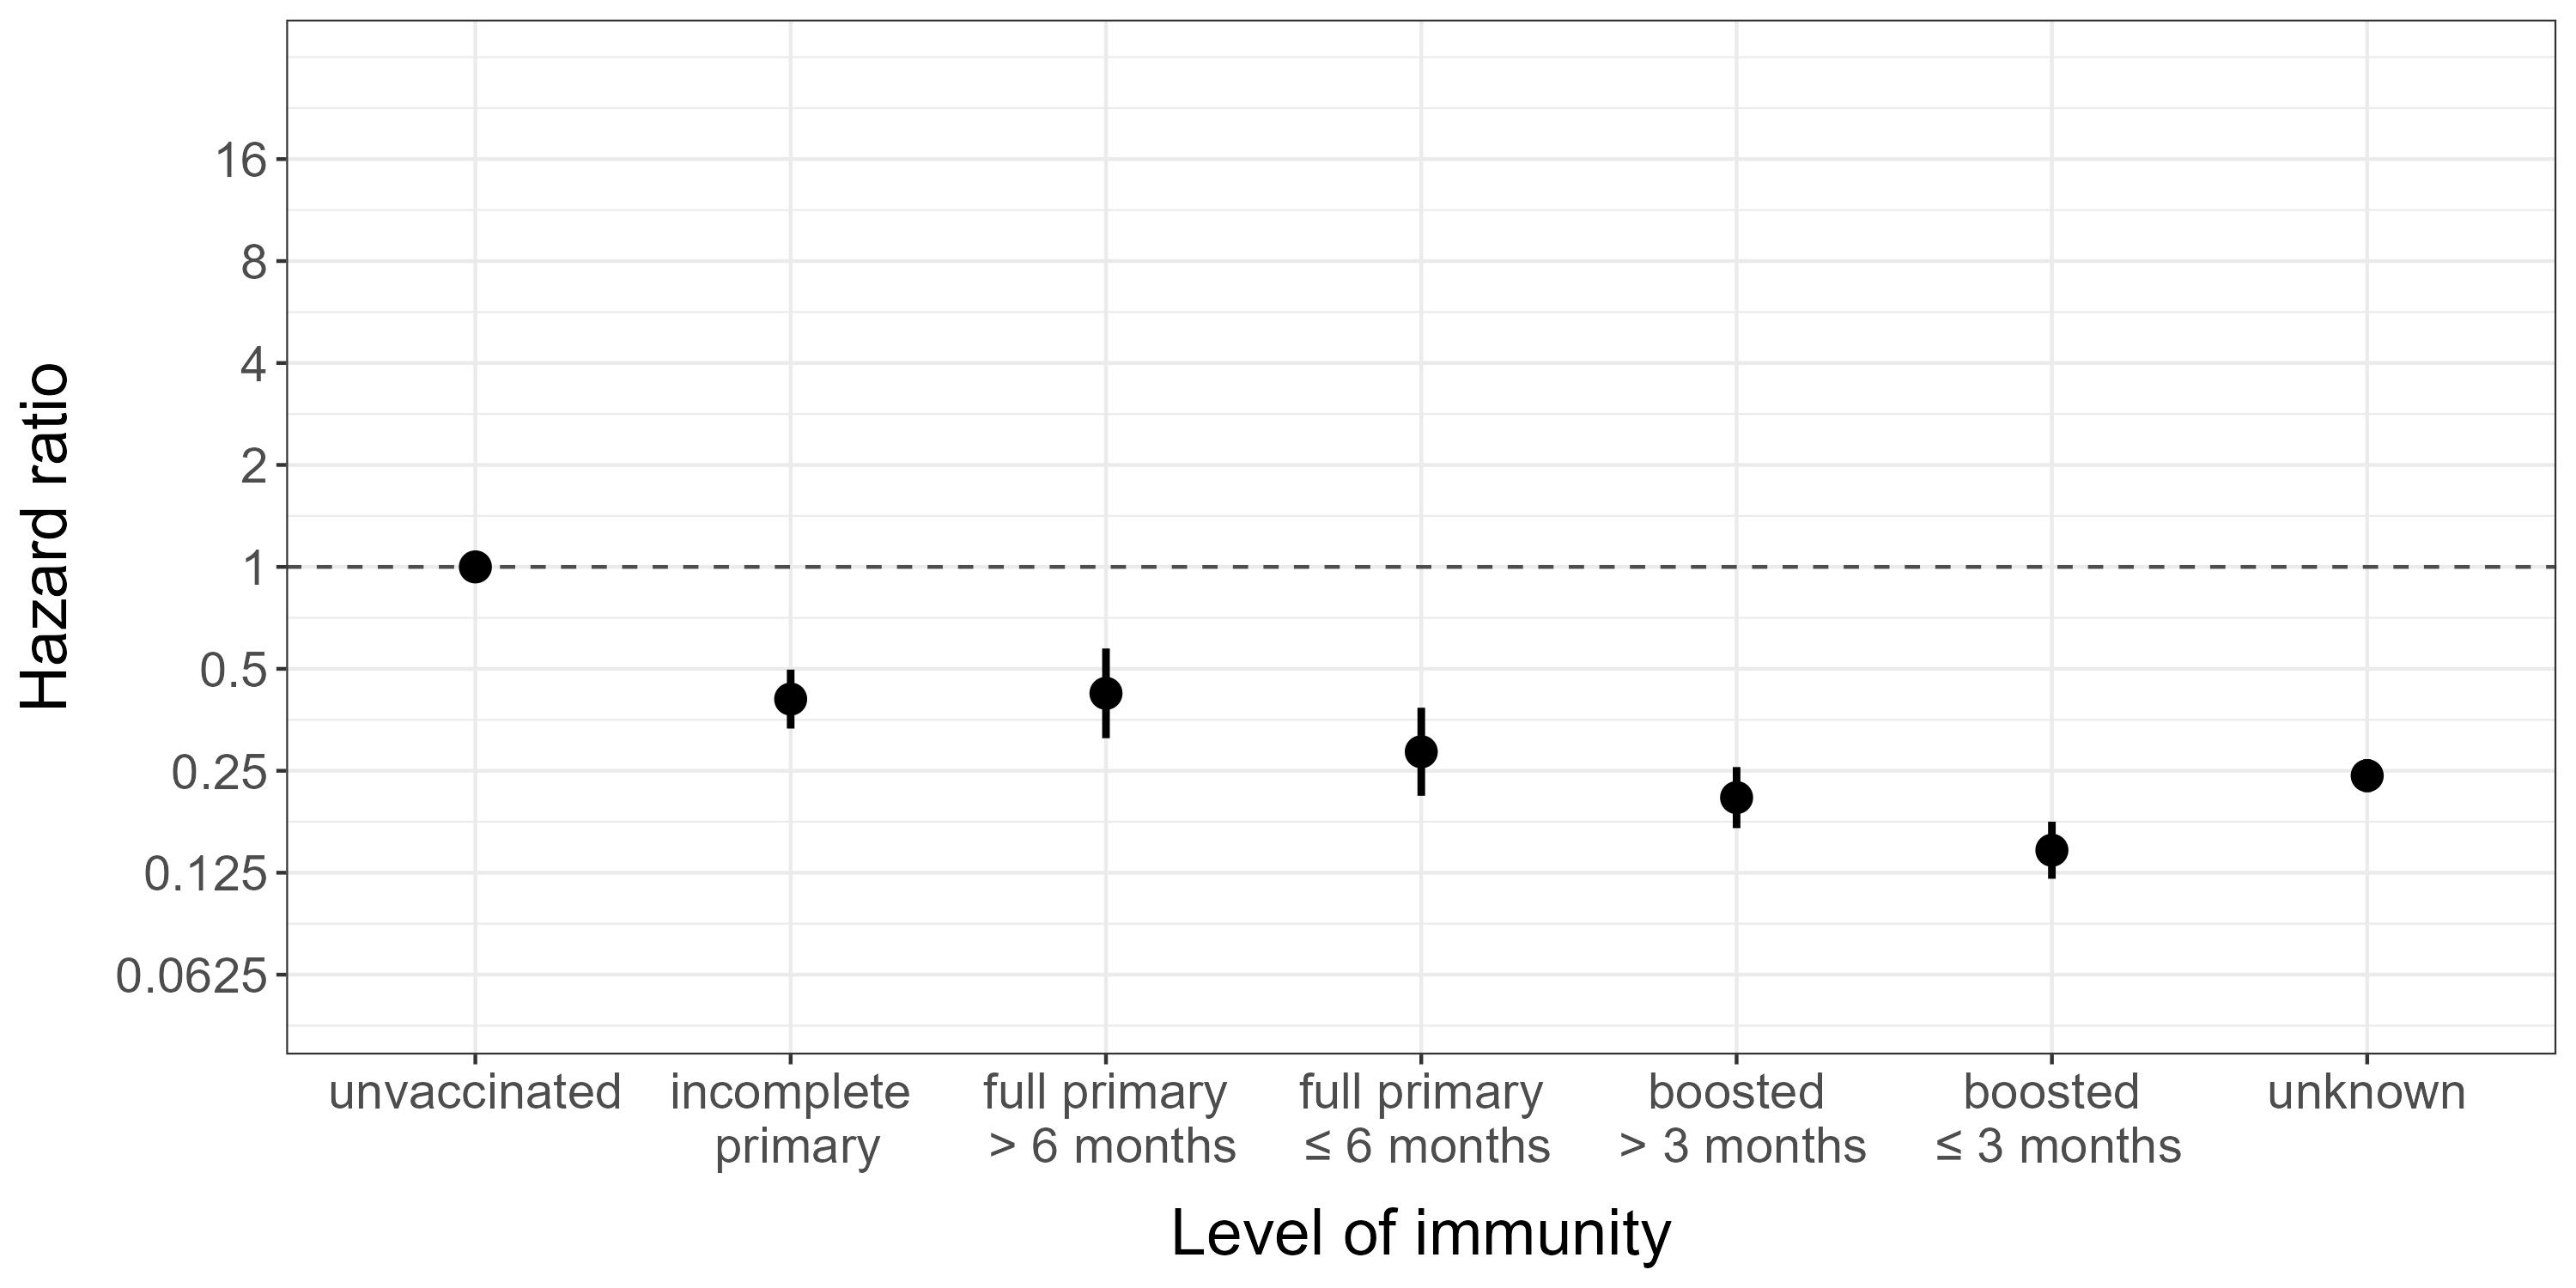 Hazard ratio
16
8
4
2
1
0.5
0.25
0.125
0.0625
unvaccinated
incomplete
primary
full primary
> 6 months
full primary
≤ 6 months
boosted
> 3 months
boosted
≤ 3 months
unknown
Level of immunity